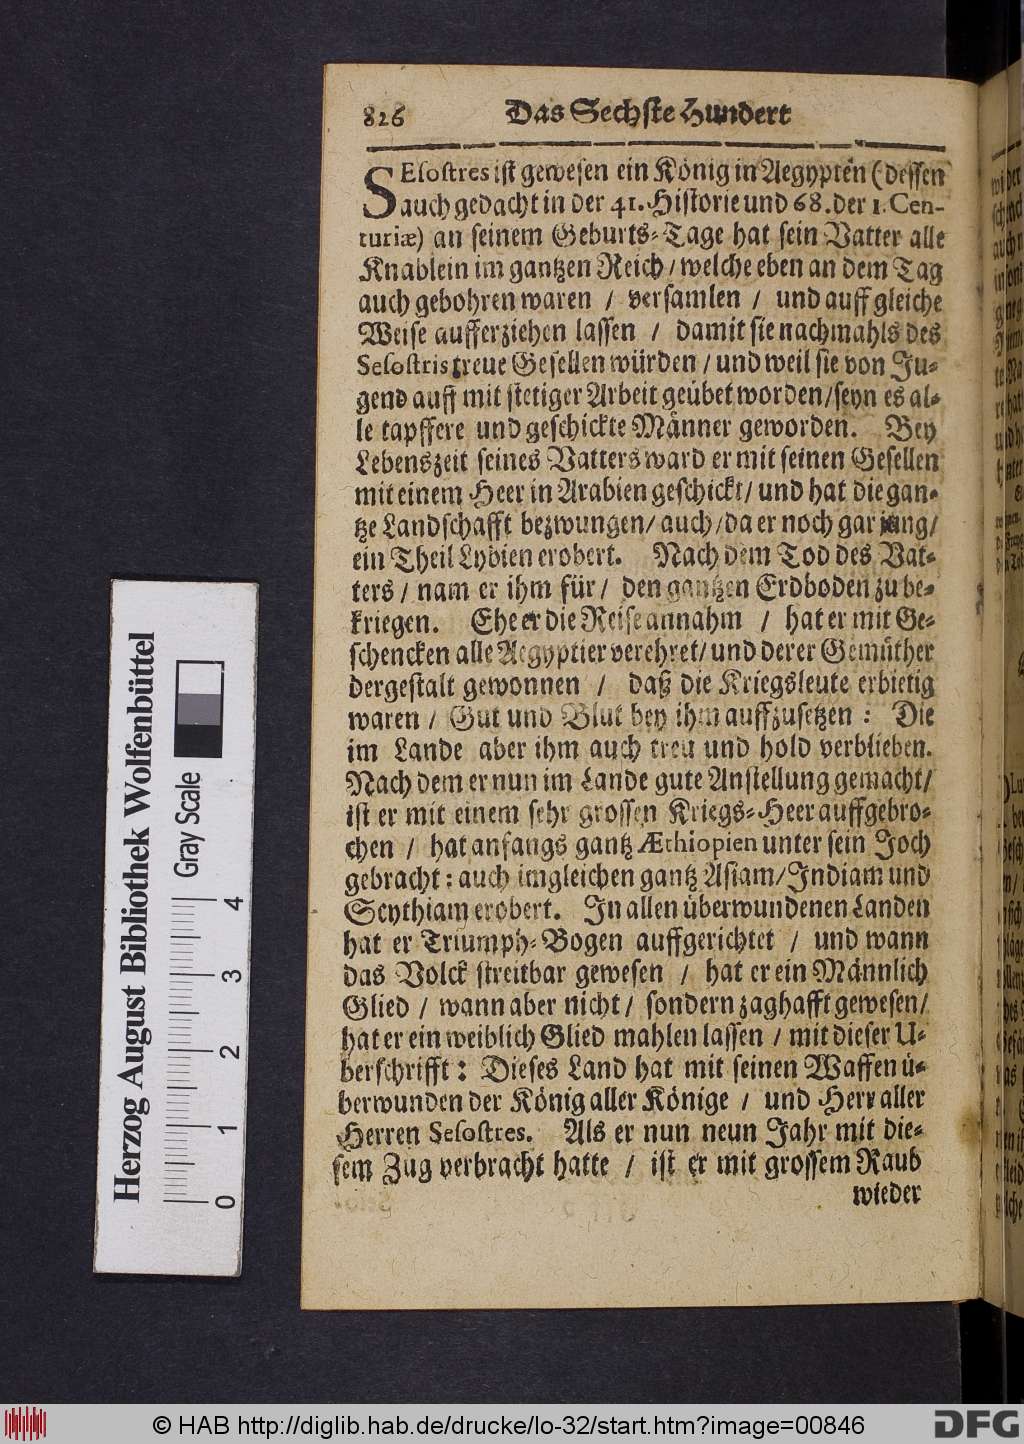 826 Das Sechste Hundert
SEsostres ist gewesen ein König in Aegypten (dessen
auch gedacht in der 41. Historie und 68. der 1. Cen-
turiæ) an seinem Geburts-Tage hat sein Vatter alle
Knäblein im gantzen Reich / welche eben an dem Tag
auch gebohren waren / versamlen / und auff gleiche
Weise aufferziehen lassen / damit sie nachmahls des
Sesostris treue Gesellen würden / und weil sie von Ju-
gend auff mit stetiger Arbeit geübet worden / seyn es al-
le tapffere und geschickte Männer geworden. Bey
Lebenszeit seines Vatters ward er mit seinen Gesellen
mit einem Heer in Arabien geschickt / und hat die gan-
tze Landschafft bezwungen / auch / da er noch gar jung /
ein Theil Lybien erobert. Nach dem Tod des Vat-
ters / nam er ihm für / den gantzen Erdboden zu be-
kriegen. Ehe er die Reise annahm / hat er mit Ge-
schencken alle Aegyptier verehret / und derer Gemüther
dergestalt gewonnen / daß die Kriegsleute erbietig
waren / Gut und Blut bey ihm auffzusetzen : Die
im Lande aber ihm auch treu und hold verblieben.
Nach dem er nun im Lande gute Anstellung gemacht /
ist er mit einem sehr grossen Kriegs-Heer auffgebro-
chen / hat anfangs gantz Æthiopien unter sein Joch
gebracht : auch imgleichen gantz Asiam / Indiam und
Scythiam erobert. In allen überwundenen Landen
hat er Triumph-Bogen auffgerichtet / und wann
das Volck streitbar gewesen / hat er ein Männlich
Glied / wann aber nicht / sondern zaghafft gewesen /
hat er ein weiblich Glied mahlen lassen / mit dieser U-
berschrifft : Dieses Land hat mit seinen Waffen ü-
berwunden der König aller Könige / und Herr aller
Herren Sesostres. Als er nun neun Jahr mit die-
sem Zug verbracht hatte / ist er mit grossem Raub
wieder
Herzog August Bibliothek Wolfenbüttel
Gray Scale
0 1 2 3 4
© HAB http://diglib.hab.de/drucke/lo-32/start.htm?image=00846
DFG